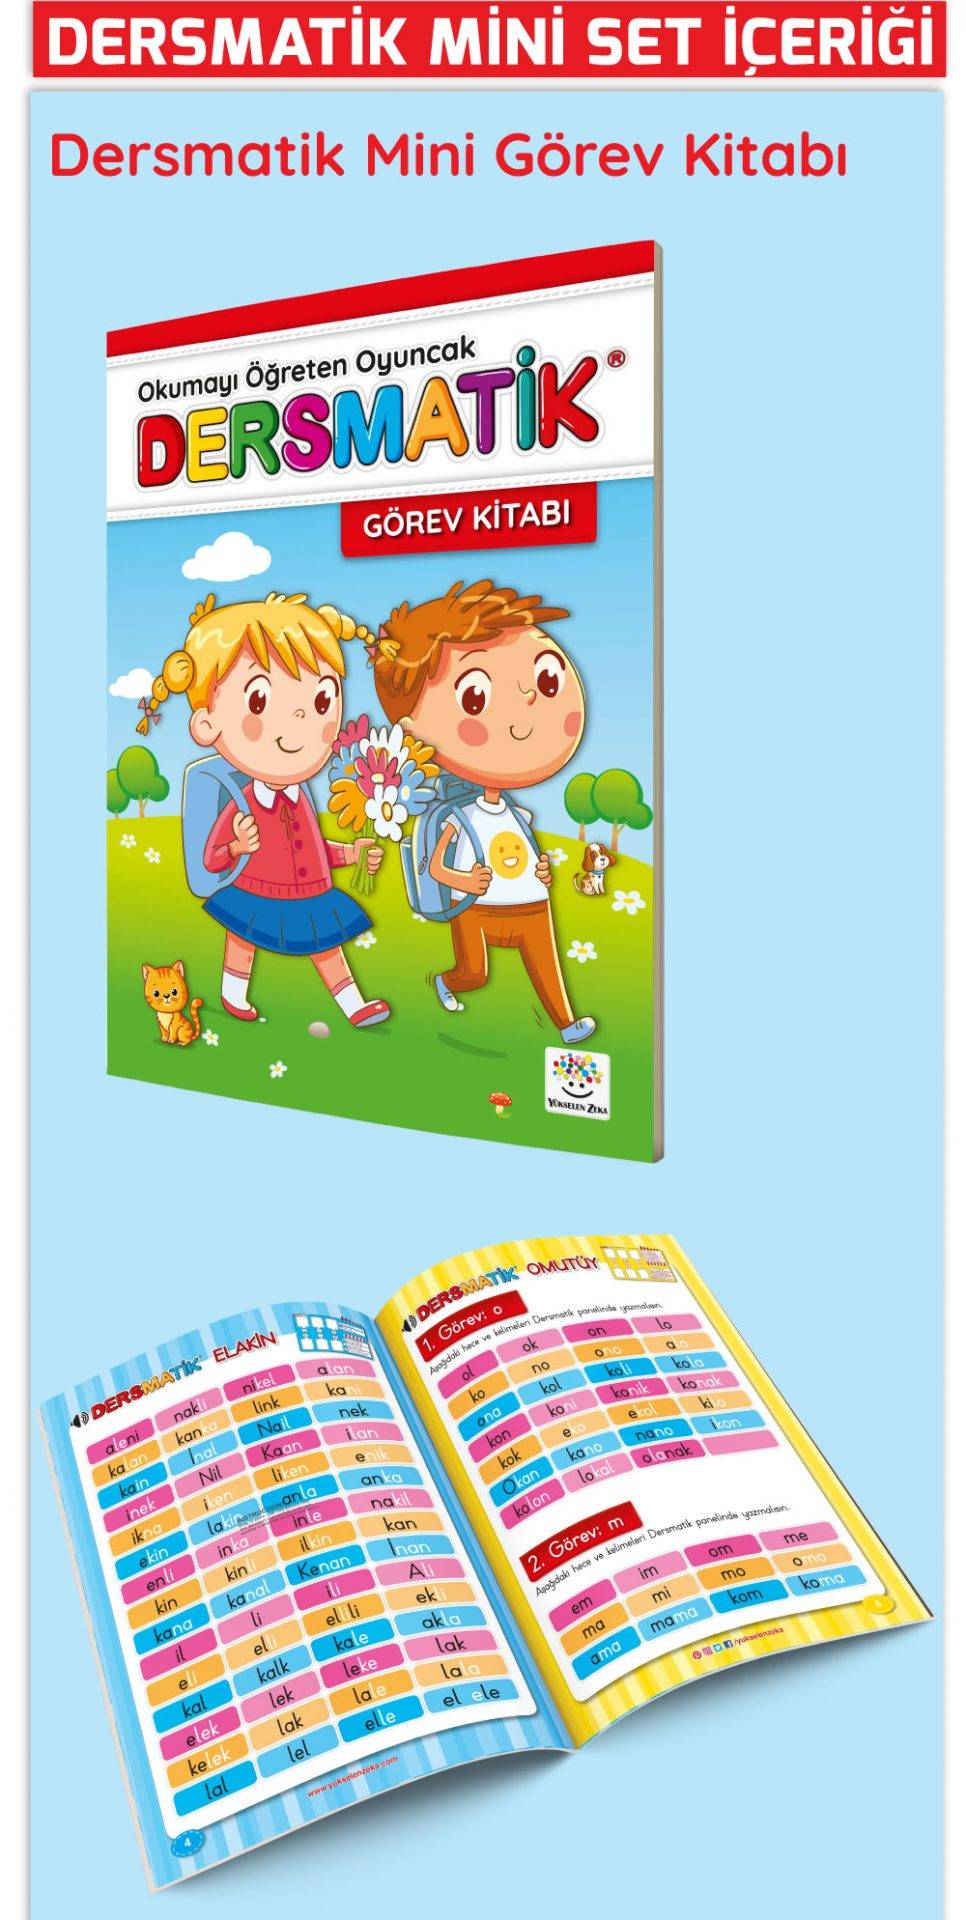 DERSMATİK MİNİ SET İÇERİĞİ
Dersmatik Mini Görev Kitabı
Okumayı Öğreten Oyuncak
DERSMATİK®
GÖREV KİTABI
YÜKSELEN ZEKA
DERSMATİK ELAKİN
aleni nakli nikel alan
kalan kanka link kani
kain İnal Nail nek
inek Nil Kaan ilan
ikna iken liken enik
ekin lakin anla anka
enli inka inle nakil
kin kinli ilkin kan
kana kanal Kenan İnan
il li ili Ali
eli elli ellili ekli
kal kalk kale akla
elek lek leke lak
kelek lak lale lala
lal lel elle el ele
www.yukselenzeka.com
4
DERSMATİK OMUTÜY
1. Görev: o
Aşağıdaki hece ve kelimeleri Dersmatik panelinde yazmalısın.
ol ok on lo
ko no ono alo
ona kol koli kola
kon koni konik konak
kok eko ekol kilo
Okan kano nano ikon
kolon lokal olanak
2. Görev: m
Aşağıdaki hece ve kelimeleri Dersmatik panelinde yazmalısın.
em im om me
ma mi mo omo
ama mama kom koma
/yukselenzeka